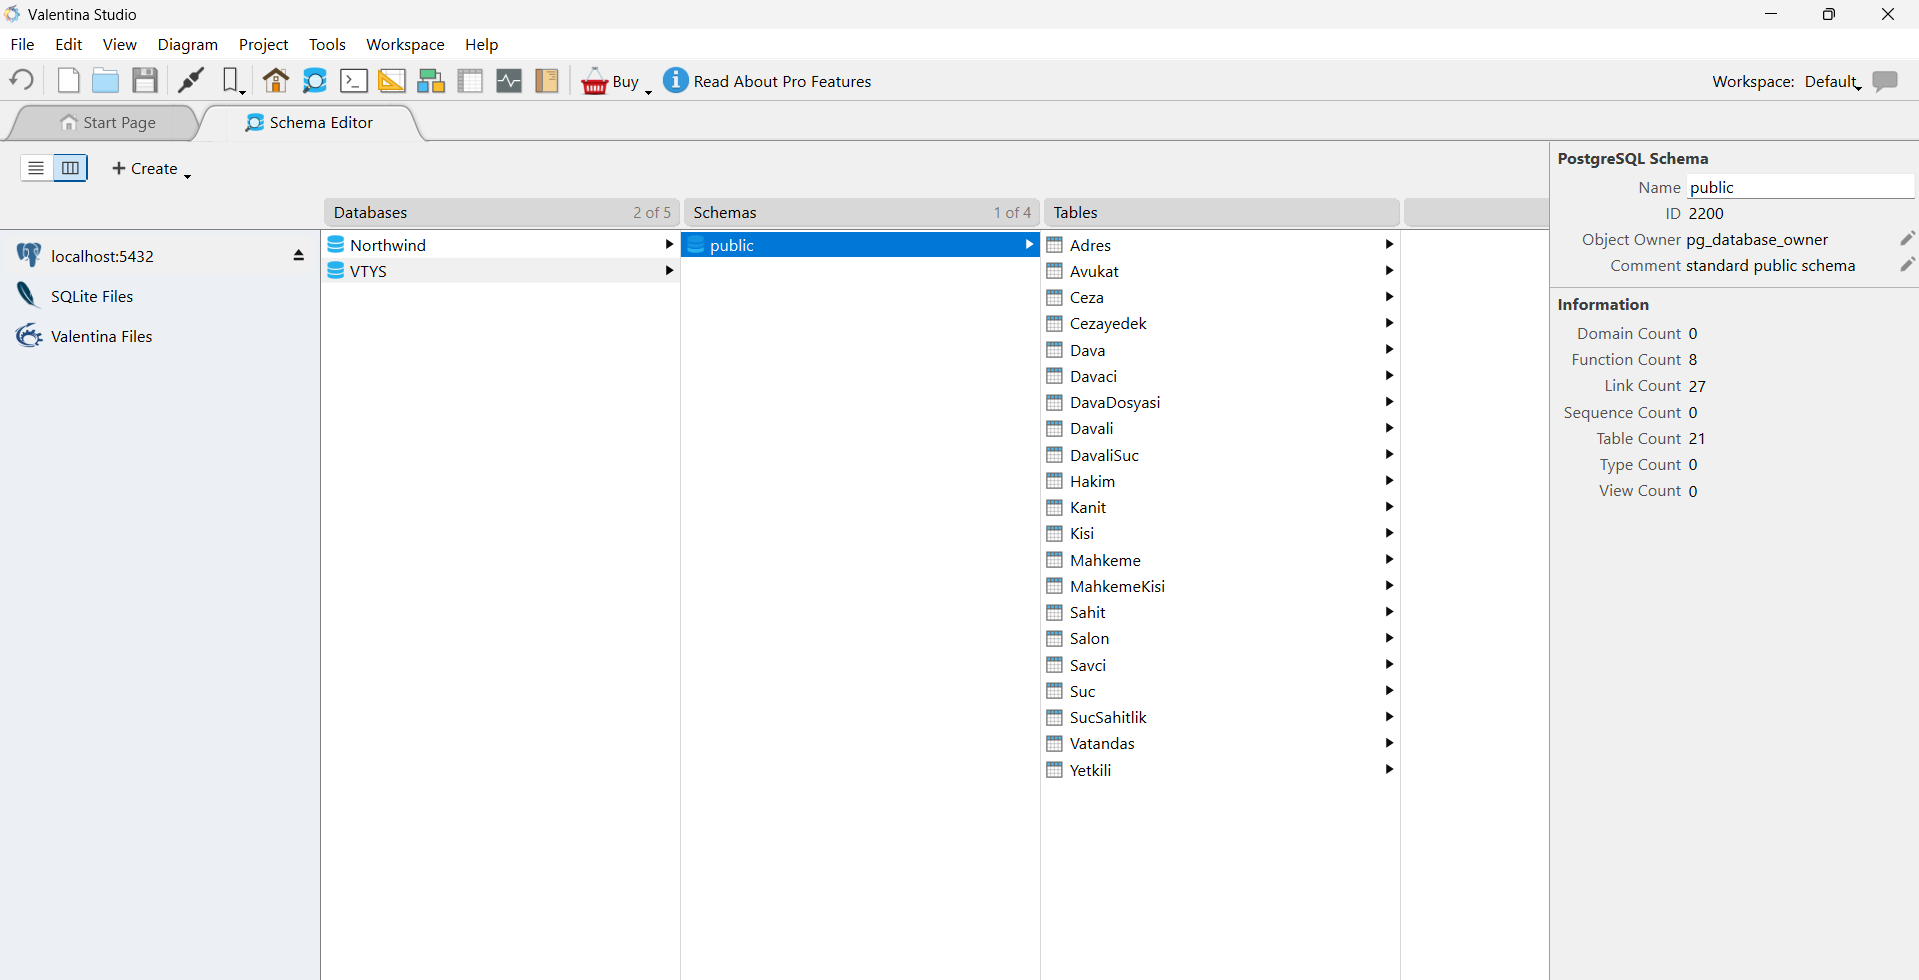 Valentina Studio
File Edit View Diagram Project Tools Workspace Help
Buy Read About Pro Features Workspace: Default
Start Page Schema Editor
+ Create
Databases 2 of 5 Schemas 1 of 4 Tables
localhost:5432
SQLite Files
Valentina Files
Northwind
VTYS
public
Adres
Avukat
Ceza
Cezayedek
Dava
Davaci
DavaDosyasi
Davali
DavaliSuc
Hakim
Kanit
Kisi
Mahkeme
MahkemeKisi
Sahit
Salon
Savci
Suc
SucSahitlik
Vatandas
Yetkili
PostgreSQL Schema
Name public
ID 2200
Object Owner pg_database_owner
Comment standard public schema
Information
Domain Count 0
Function Count 8
Link Count 27
Sequence Count 0
Table Count 21
Type Count 0
View Count 0